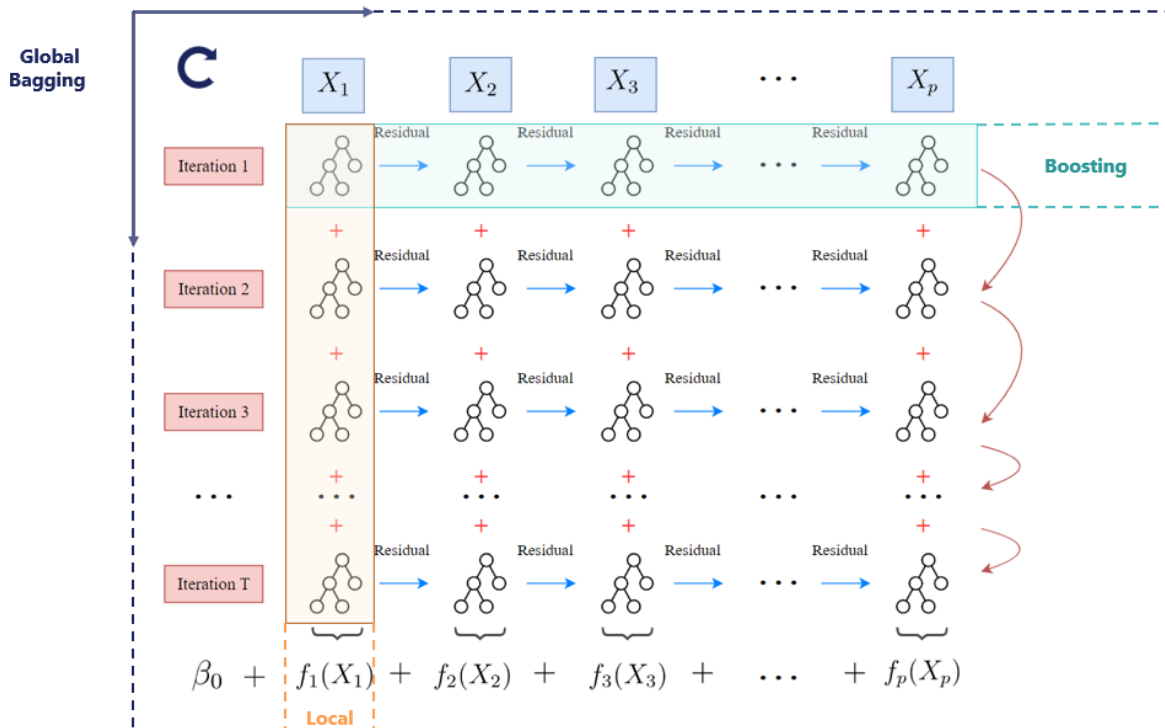 Global
Bagging
X₁ X₂ X₃ ··· Xₚ
Residual Residual Residual Residual
Iteration 1 ··· Boosting
+ + + +
Residual Residual Residual Residual
Iteration 2 ···
+ + + +
Residual Residual Residual Residual
Iteration 3 ···
+ + + +
··· ··· ··· ··· ··· ···
+ + + +
Residual Residual Residual Residual
Iteration T ···
β₀ + f₁(X₁) + f₂(X₂) + f₃(X₃) + ··· + fₚ(Xₚ)
Local